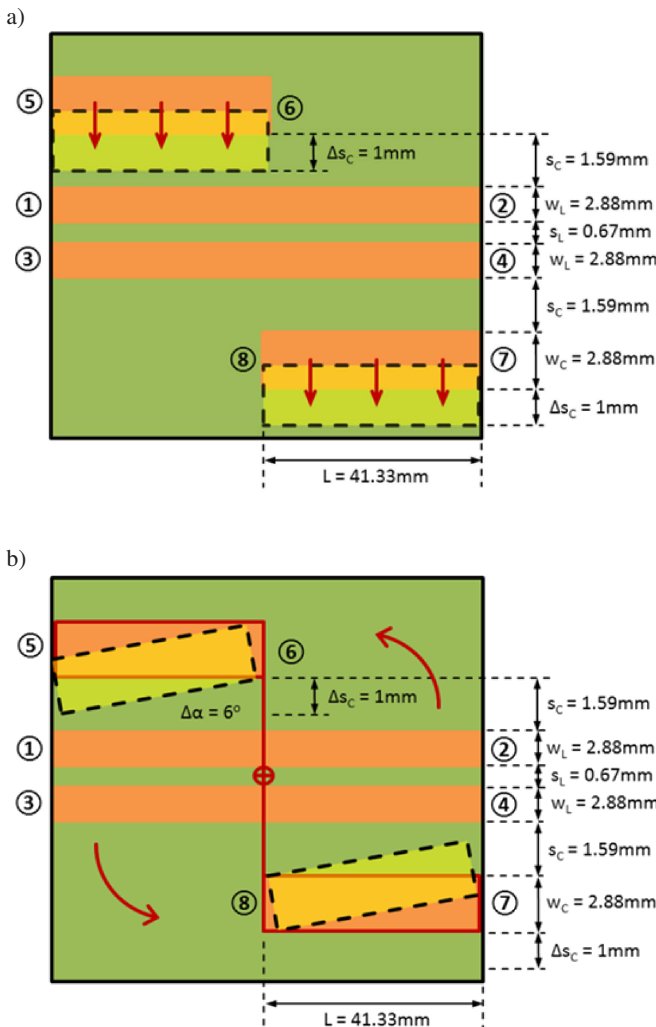 a)
⑤
⑥
Δs_C = 1mm
s_C = 1.59mm
①
② w_L = 2.88mm
s_L = 0.67mm
③
④ w_L = 2.88mm
s_C = 1.59mm
⑧
⑦ w_C = 2.88mm
Δs_C = 1mm
L = 41.33mm
b)
⑤
⑥
Δs_C = 1mm
s_C = 1.59mm
Δα = 6°
①
② w_L = 2.88mm
s_L = 0.67mm
③
④ w_L = 2.88mm
s_C = 1.59mm
⑧
⑦ w_C = 2.88mm
Δs_C = 1mm
L = 41.33mm